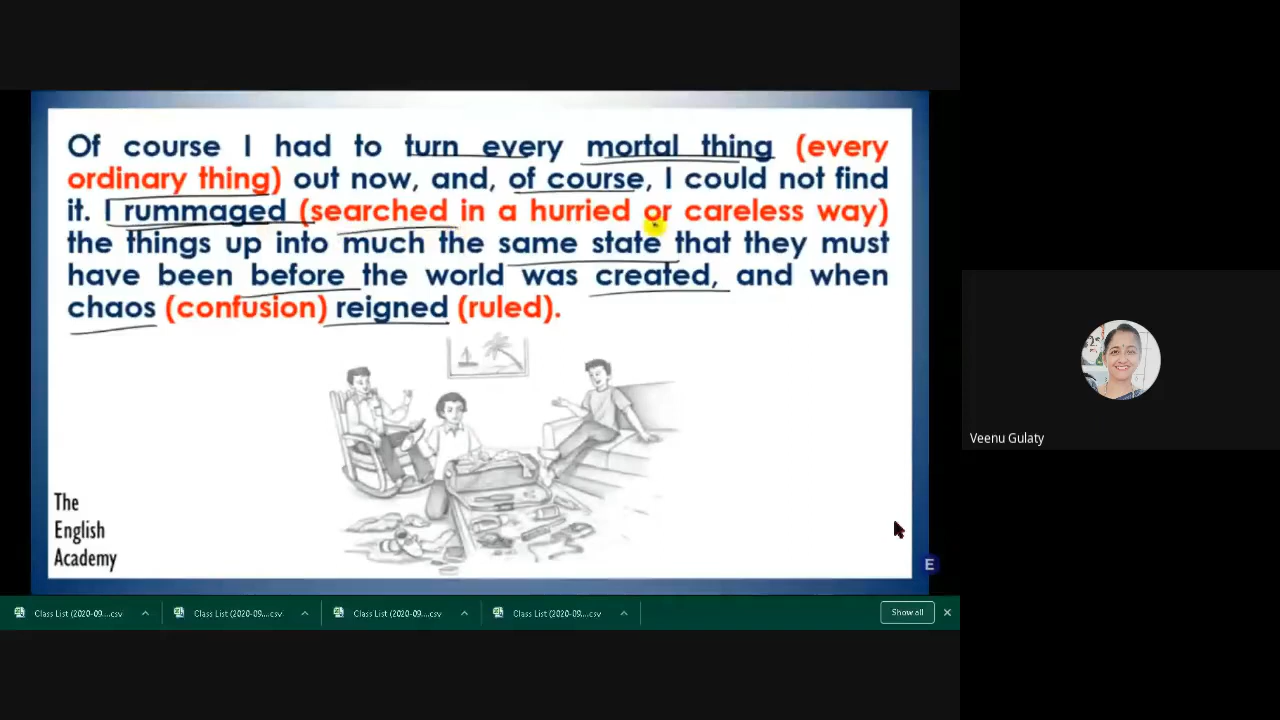 Of course I had to turn every mortal thing (every
ordinary thing) out now, and, of course, I could not find
it. I rummaged (searched in a hurried or careless way)
the things up into much the same state that they must
have been before the world was created, and when
chaos (confusion) reigned (ruled).
The
English
Academy
E
Veenu Gulaty
Class List (2020-09....csv
Class List (2020-09....csv
Class List (2020-09....csv
Class List (2020-09....csv
Show all